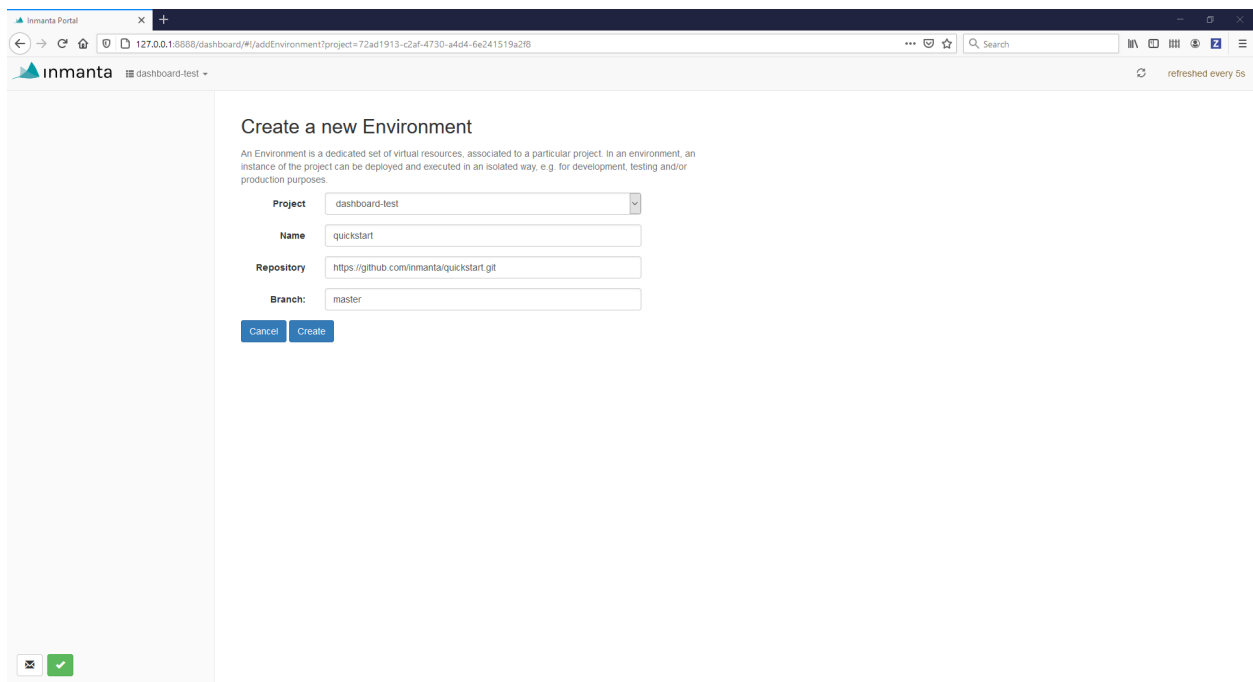 Inmanta Portal
127.0.0.1:8888/dashboard/#!/addEnvironment?project=72ad1913-c2af-4730-a4d4-6e241519a2f8
Search
Z
inmanta
dashboard-test
refreshed every 5s
Create a new Environment
An Environment is a dedicated set of virtual resources, associated to a particular project. In an environment, an
instance of the project can be deployed and executed in an isolated way, e.g. for development, testing and/or
production purposes.
Project dashboard-test
Name quickstart
Repository https://github.com/inmanta/quickstart.git
Branch: master
Cancel Create